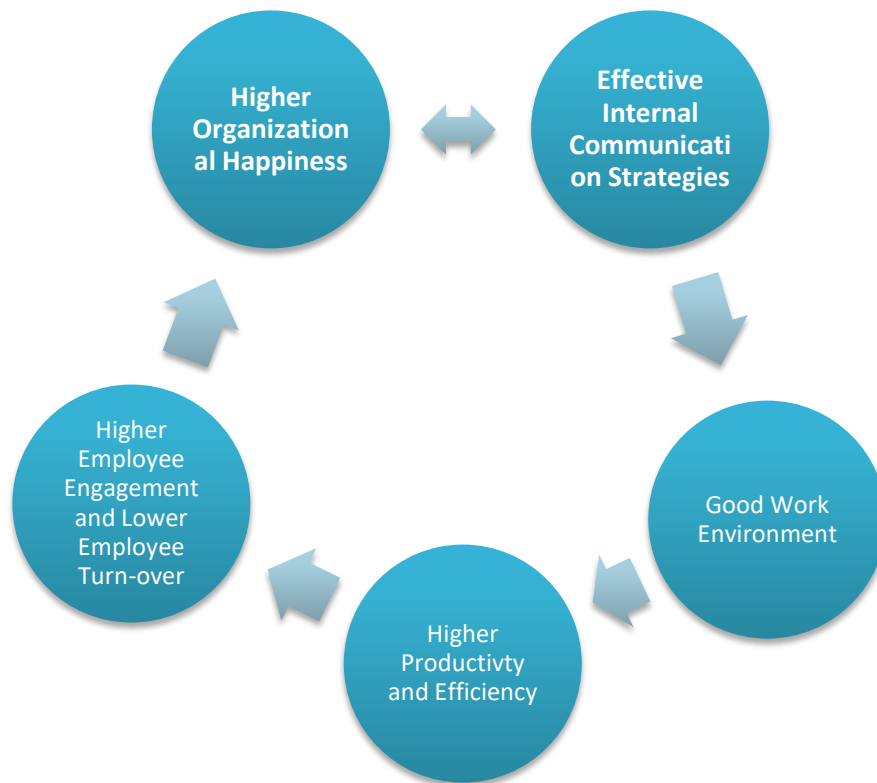 Higher
Organization
al Happiness
Effective
Internal
Communicati
on Strategies
Good Work
Environment
Higher
Productivty
and Efficiency
Higher
Employee
Engagement
and Lower
Employee
Turn-over